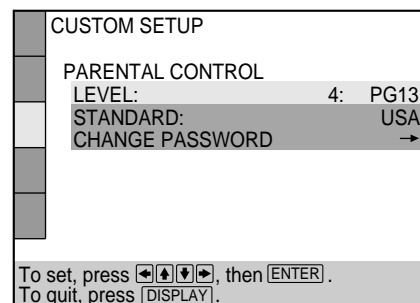 CUSTOM SETUP
PARENTAL CONTROL
LEVEL: 4: PG13
STANDARD: USA
CHANGE PASSWORD →
To set, press ←↑↓→, then ENTER.
To quit, press DISPLAY.